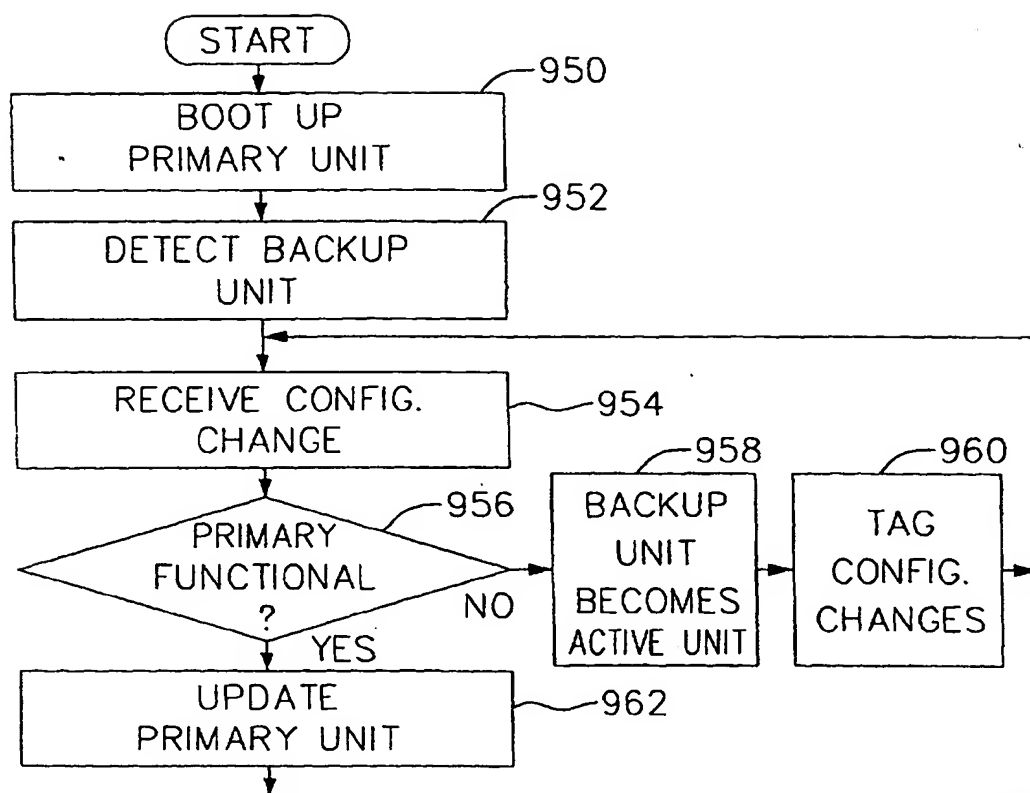 START
950
BOOT UP
PRIMARY UNIT
952
DETECT BACKUP
UNIT
RECEIVE CONFIG.
CHANGE
954
956
PRIMARY
FUNCTIONAL
?
NO
YES
958
BACKUP
UNIT
BECOMES
ACTIVE UNIT
960
TAG
CONFIG.
CHANGES
UPDATE
PRIMARY UNIT
962